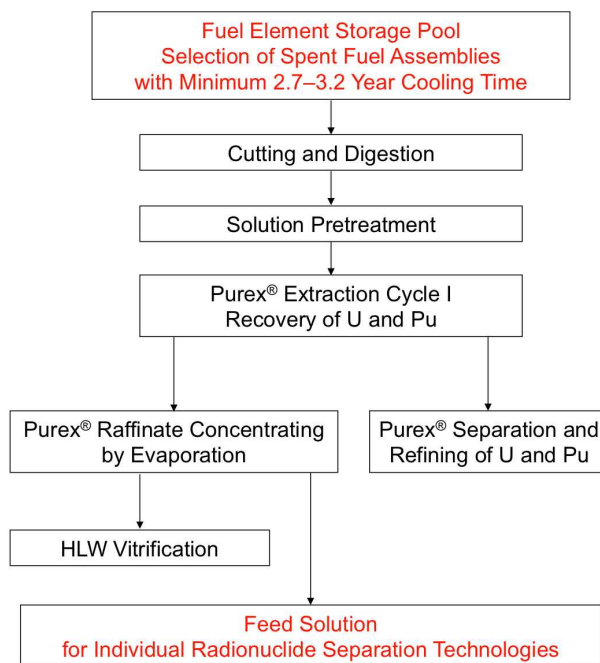 Fuel Element Storage Pool
Selection of Spent Fuel Assemblies
with Minimum 2.7–3.2 Year Cooling Time
Cutting and Digestion
Solution Pretreatment
Purex® Extraction Cycle I
Recovery of U and Pu
Purex® Raffinate Concentrating
by Evaporation
Purex® Separation and
Refining of U and Pu
HLW Vitrification
Feed Solution
for Individual Radionuclide Separation Technologies